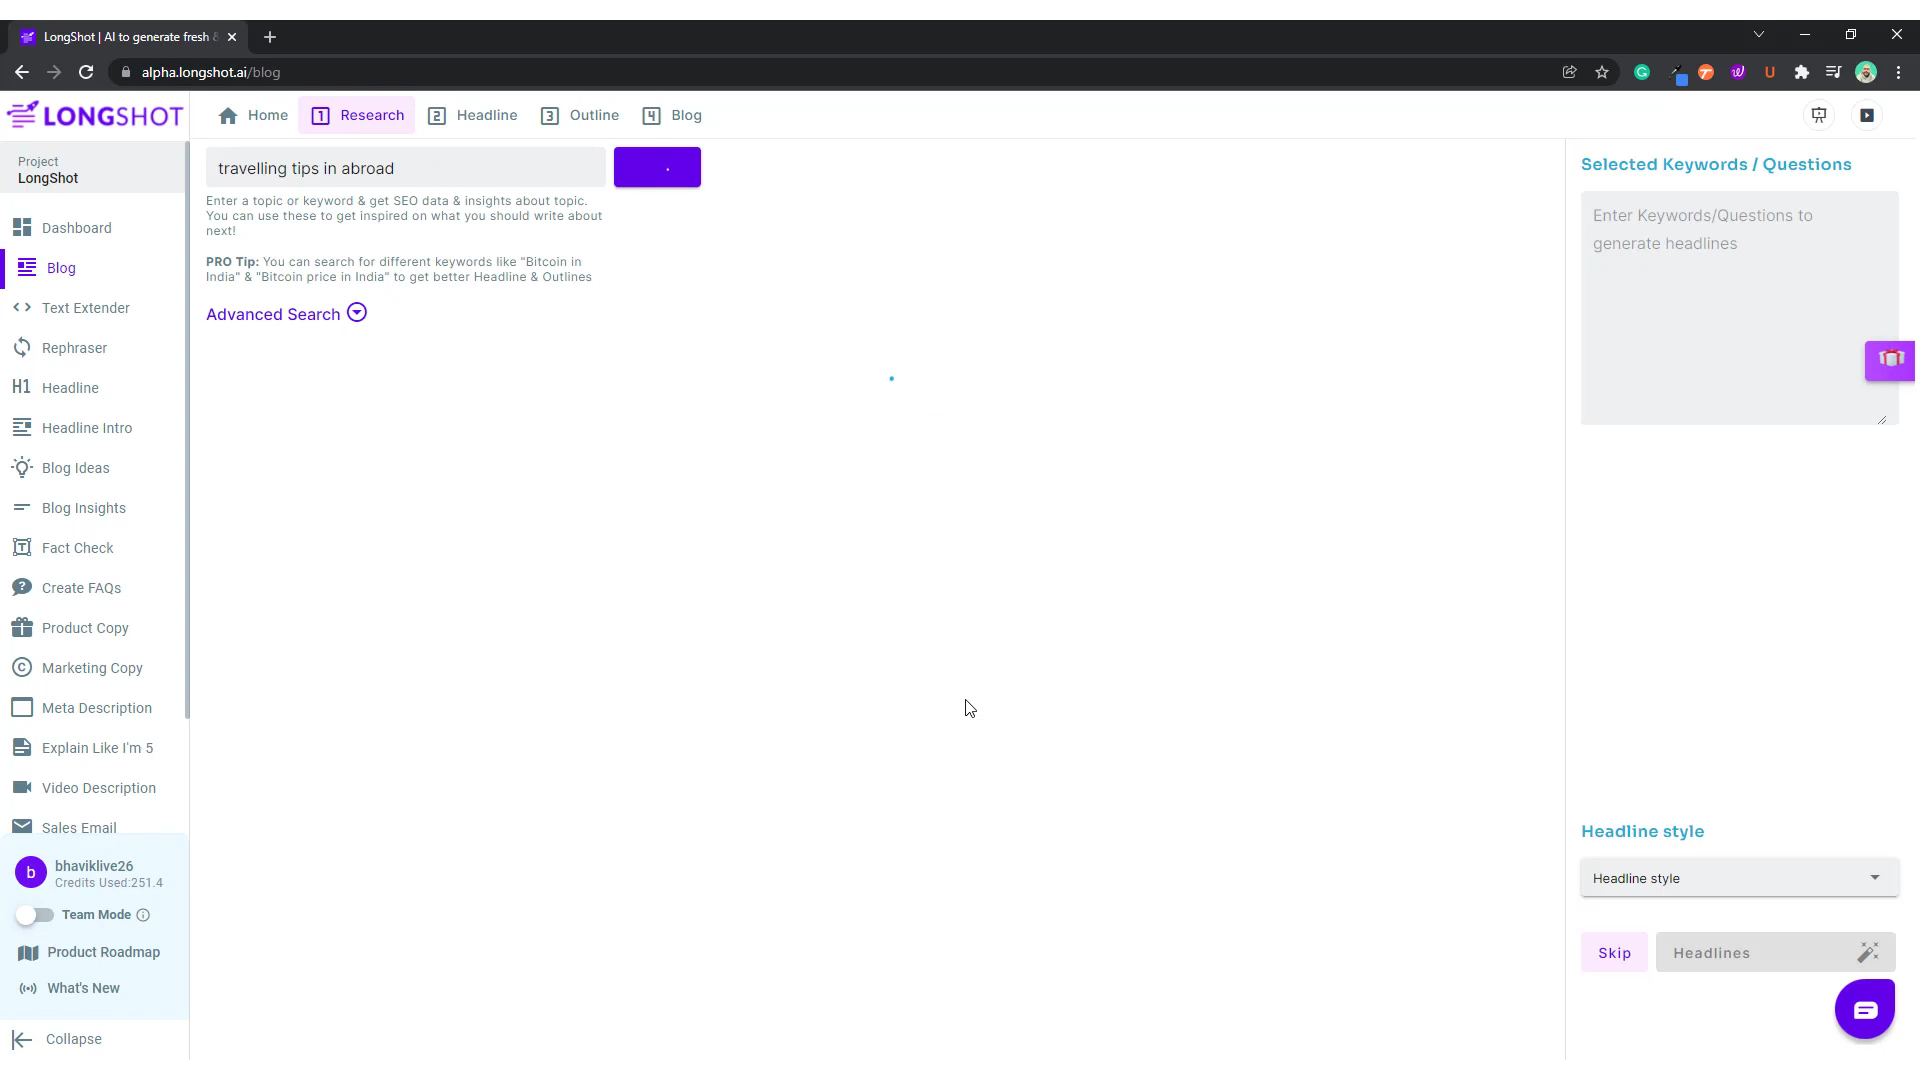 LongShot | AI to generate fresh &
alpha.longshot.ai/blog
LONGSHOT
Home
1 Research
2 Headline
3 Outline
4 Blog
Project
LongShot
Dashboard
Blog
Text Extender
Rephraser
H1 Headline
Headline Intro
Blog Ideas
Blog Insights
Fact Check
Create FAQs
Product Copy
Marketing Copy
Meta Description
Explain Like I'm 5
Video Description
Sales Email
b
bhaviklive26
Credits Used:251.4
Team Mode
Product Roadmap
What's New
Collapse
travelling tips in abroad
Enter a topic or keyword & get SEO data & insights about topic.
You can use these to get inspired on what you should write about
next!
PRO Tip: You can search for different keywords like "Bitcoin in
India" & "Bitcoin price in India" to get better Headline & Outlines
Advanced Search
Selected Keywords / Questions
Enter Keywords/Questions to
generate headlines
Headline style
Headline style
Skip
Headlines